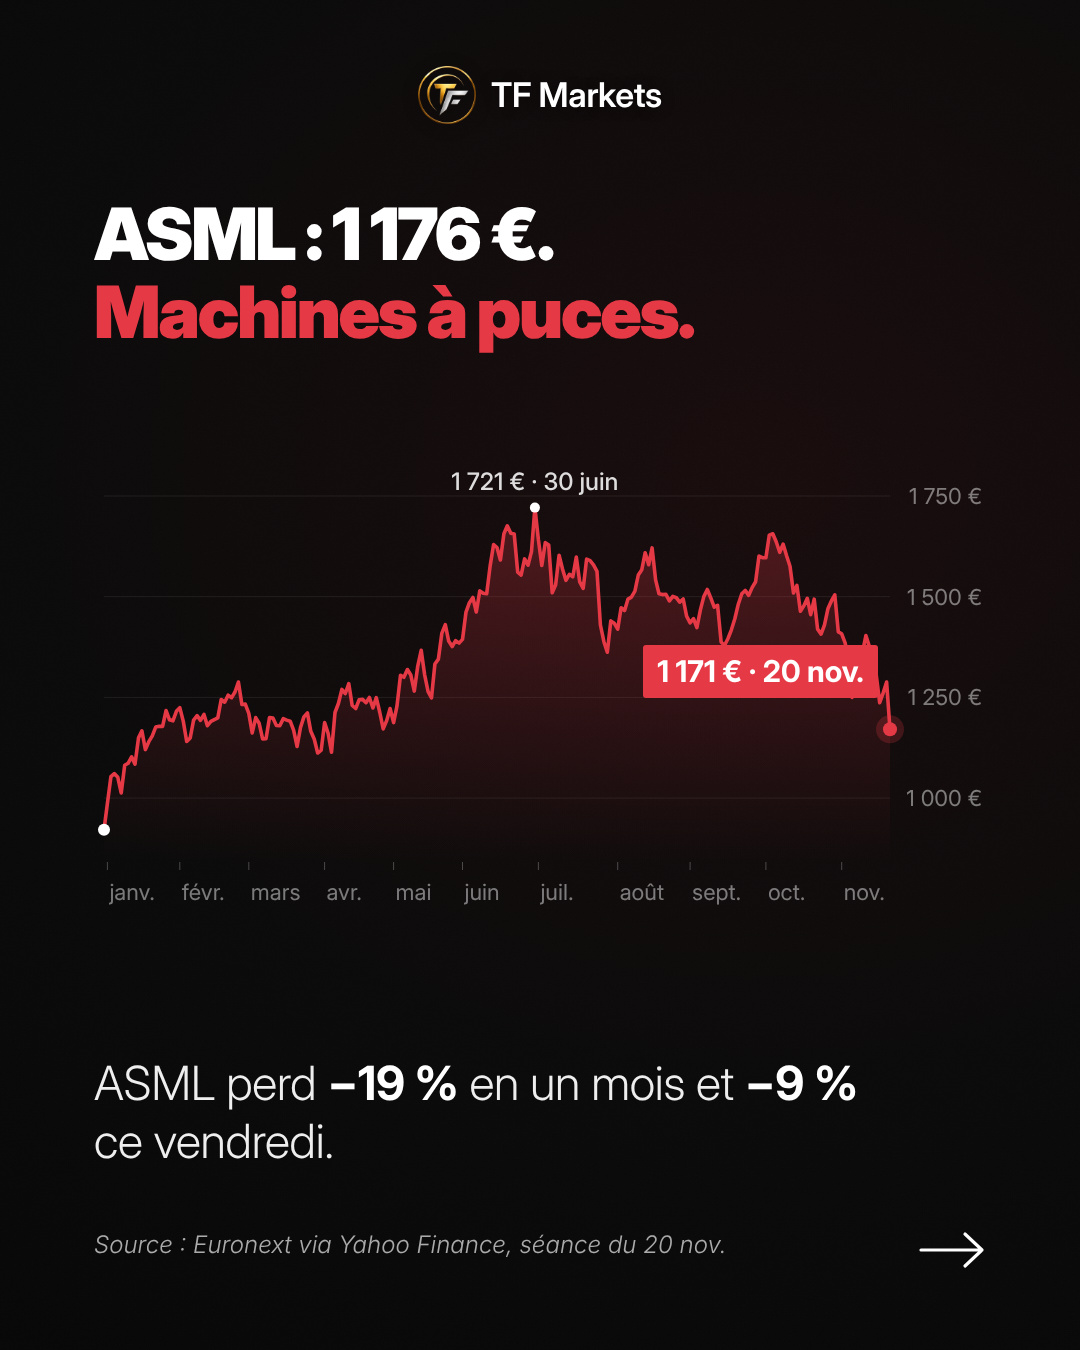 TF
TF Markets
ASML : 1 176 €.
Machines à puces.
1 721 € · 30 juin
1 750 €
1 500 €
1 171 € · 20 nov.
1 250 €
1 000 €
janv. févr. mars avr. mai juin juil. août sept. oct. nov.
ASML perd −19 % en un mois et −9 %
ce vendredi.
Source : Euronext via Yahoo Finance, séance du 20 nov.